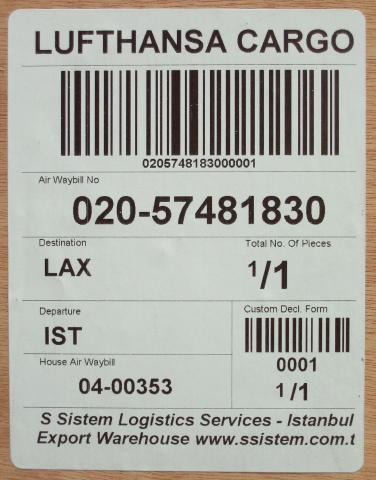 LUFTHANSA CARGO
0205748183000001
Air Waybill No
020-57481830
Destination
Total No. Of Pieces
LAX
1/1
Departure
Custom Decl. Form
IST
House Air Waybill
0001
04-00353
1/1
S Sistem Logistics Services - Istanbul
Export Warehouse www.ssistem.com.t